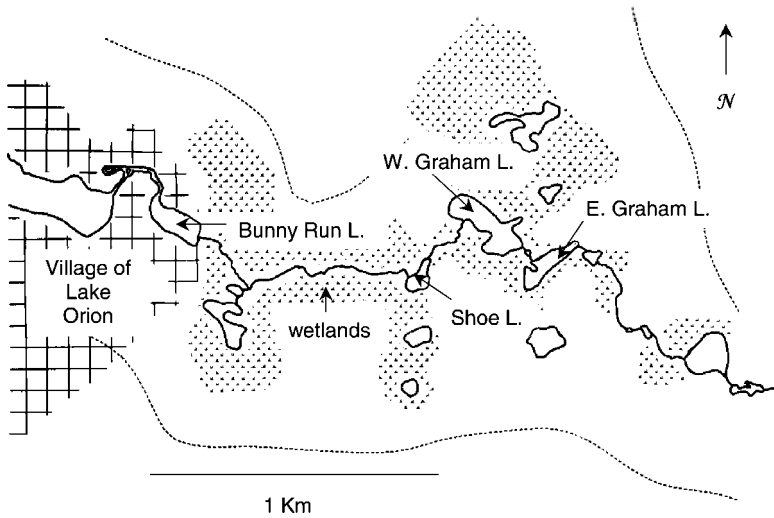 N
W. Graham L.
E. Graham L.
Bunny Run L.
Village of
Lake
Orion
Shoe L.
wetlands
1 Km